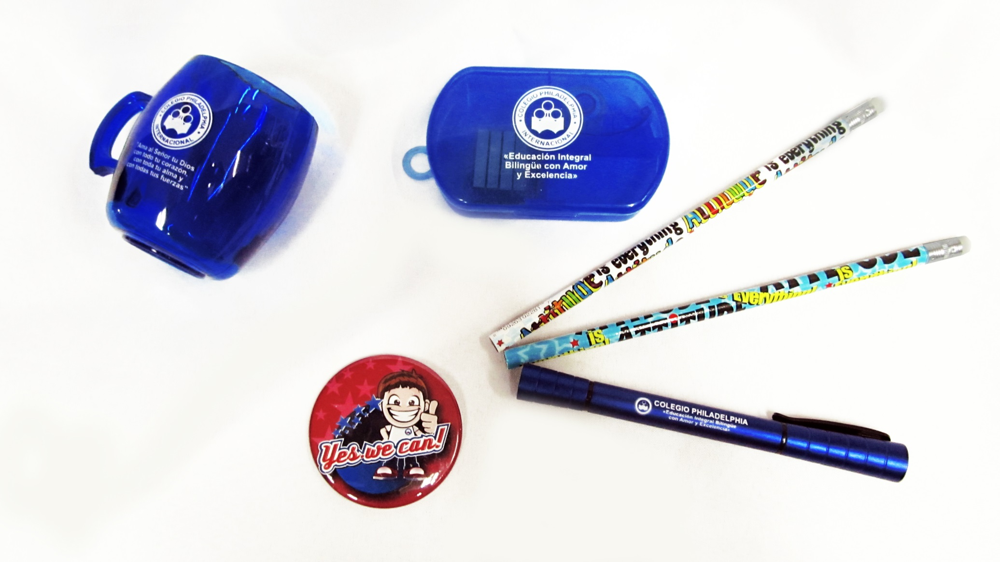 COLEGIO PHILADELPHIA
INTERNACIONAL
"Ama al Señor tu Dios
con todo tu corazón,
con toda tu alma y
con todas tus fuerzas"
COLEGIO PHILADELPHIA
INTERNACIONAL
«Educación Integral
Bilingüe con Amor
y Excelencia»
Attitude is everything Attitude is everything
is ATTITUDE is Everything! is
Yes we can!
COLEGIO PHILADELPHIA
«Educación Integral Bilingüe
con Amor y Excelencia»